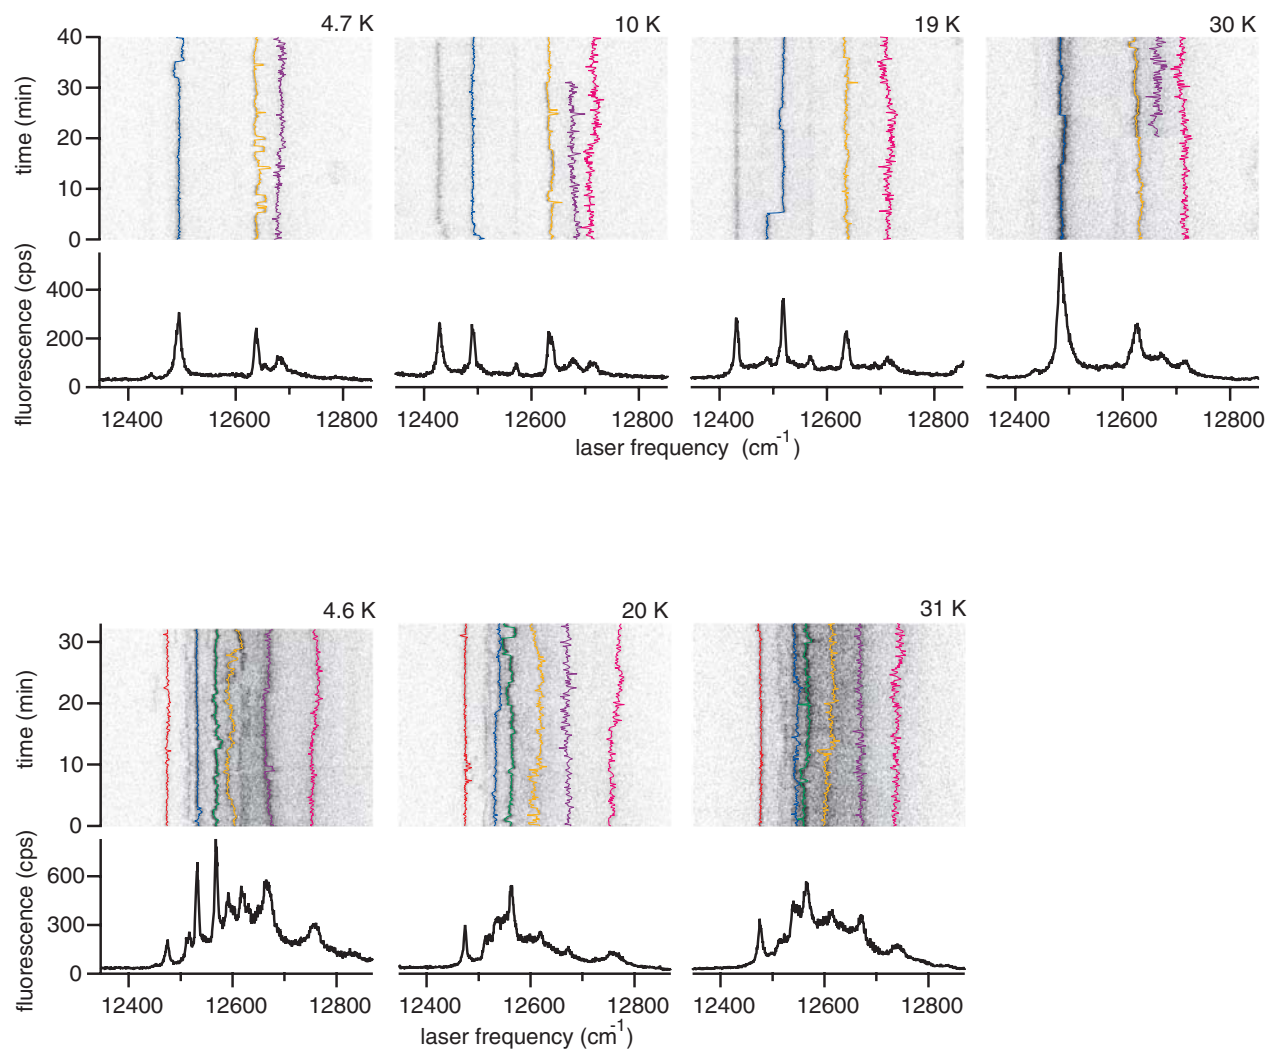 4.7 K 10 K 19 K 30 K
40
30
20
10
0
time (min)
400
200
0
fluorescence (cps)
12400 12600 12800 12400 12600 12800 12400 12600 12800 12400 12600 12800
laser frequency (cm-1)
4.6 K 20 K 31 K
30
20
10
0
time (min)
600
300
0
fluorescence (cps)
12400 12600 12800 12400 12600 12800 12400 12600 12800
laser frequency (cm-1)